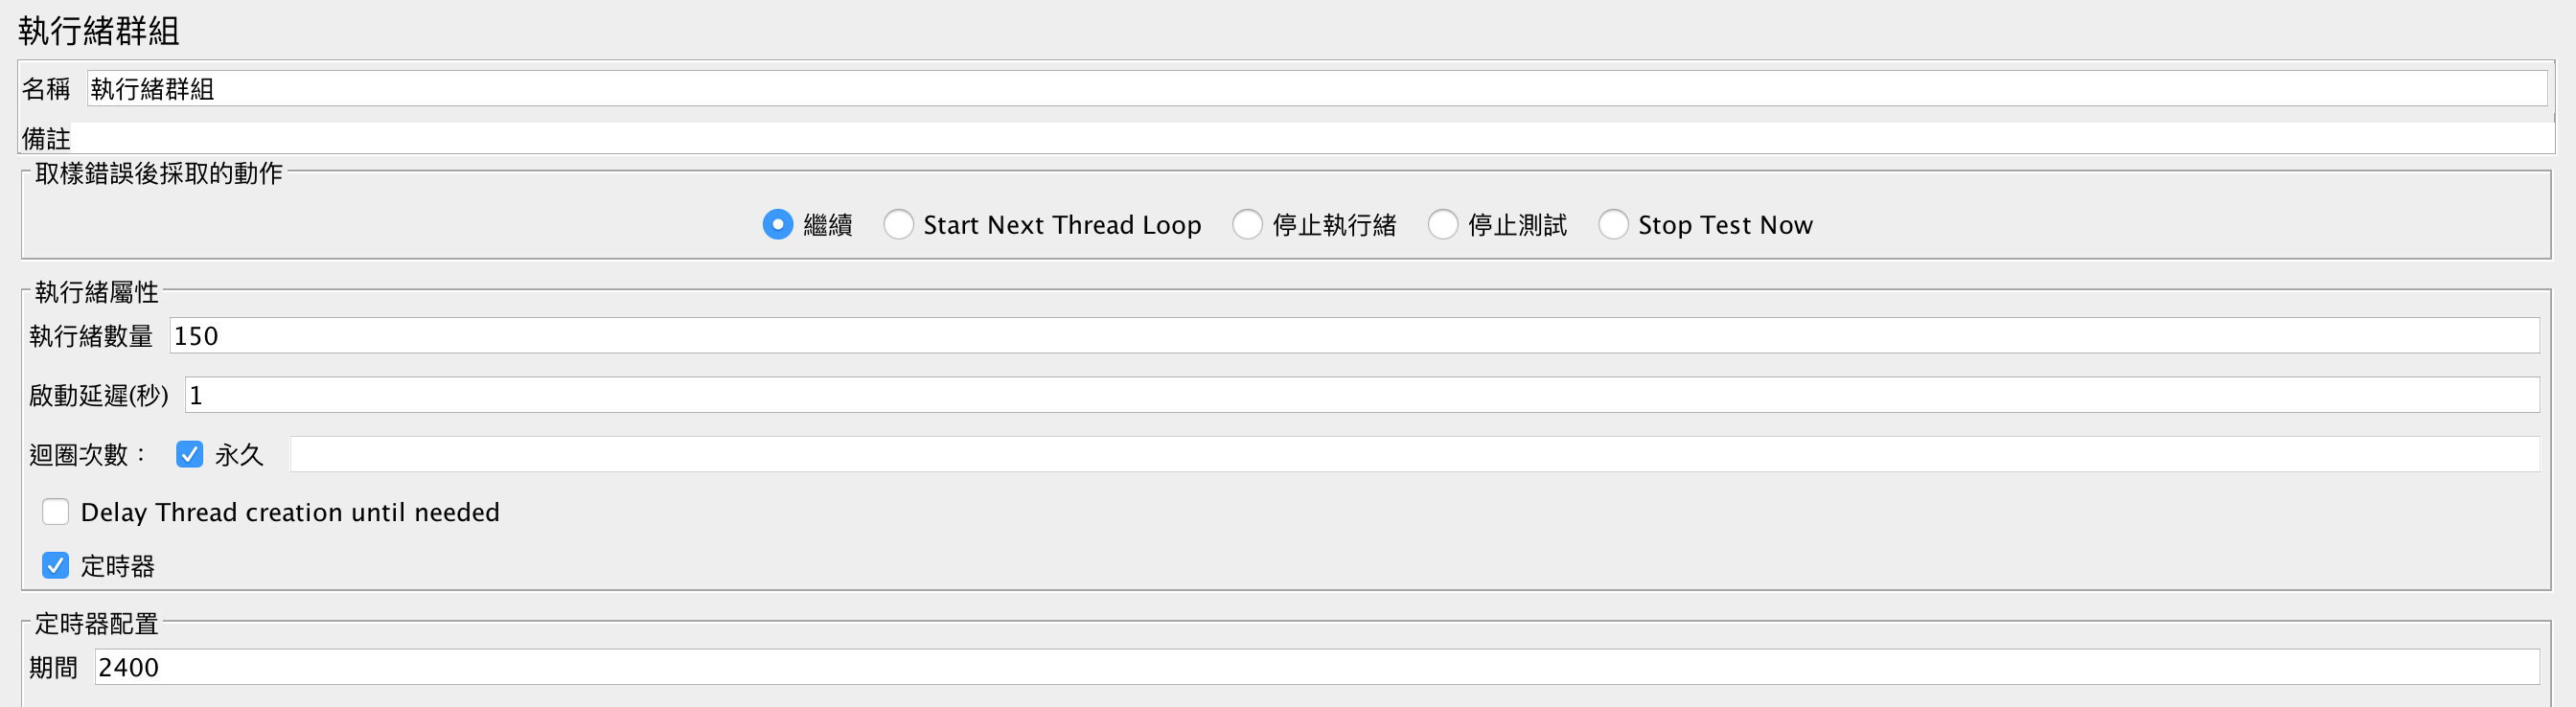 執行緒群組
名稱 執行緒群組
備註
取樣錯誤後採取的動作
繼續 Start Next Thread Loop 停止執行緒 停止測試 Stop Test Now
執行緒屬性
執行緒數量 150
啟動延遲(秒) 1
迴圈次數： 永久
Delay Thread creation until needed
定時器
定時器配置
期間 2400